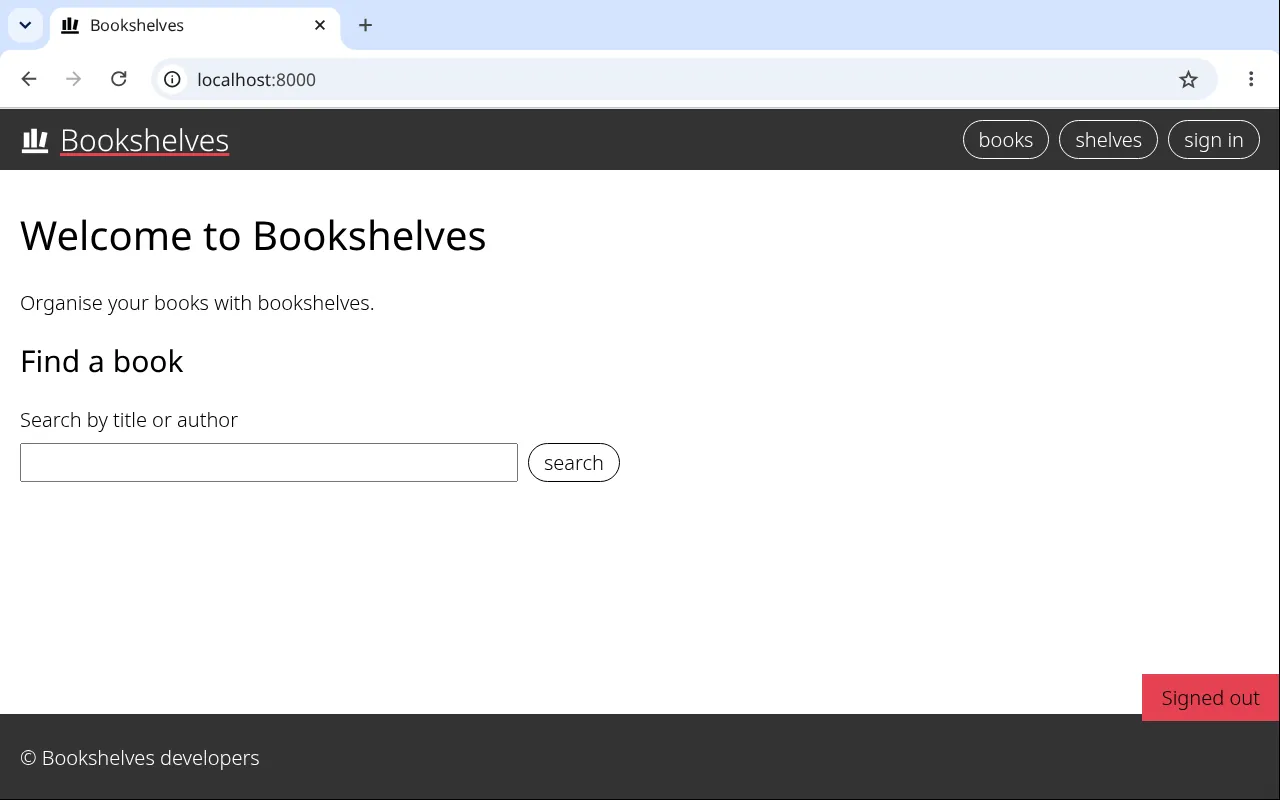 Bookshelves
localhost:8000
Bookshelves
books
shelves
sign in
Welcome to Bookshelves
Organise your books with bookshelves.
Find a book
Search by title or author
search
Signed out
© Bookshelves developers